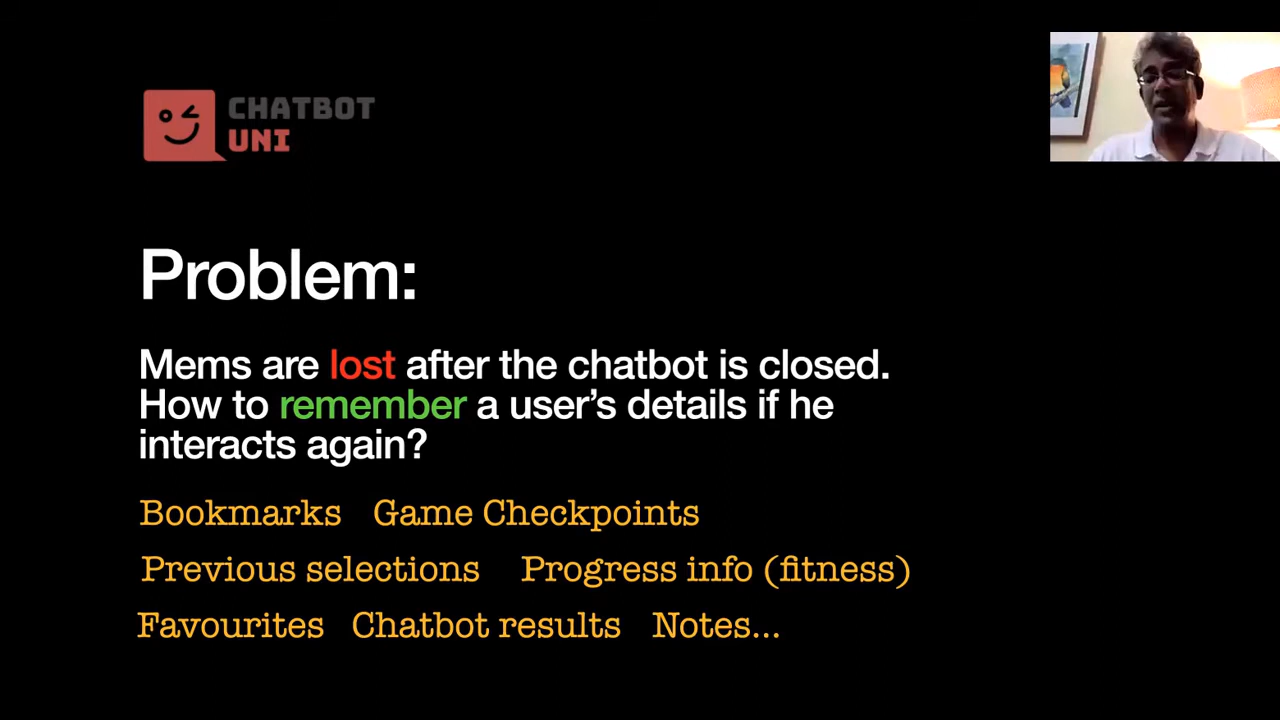 CHATBOT
UNI
Problem:
Mems are lost after the chatbot is closed.
How to remember a user’s details if he
interacts again?
Bookmarks Game Checkpoints
Previous selections Progress info (fitness)
Favourites Chatbot results Notes...